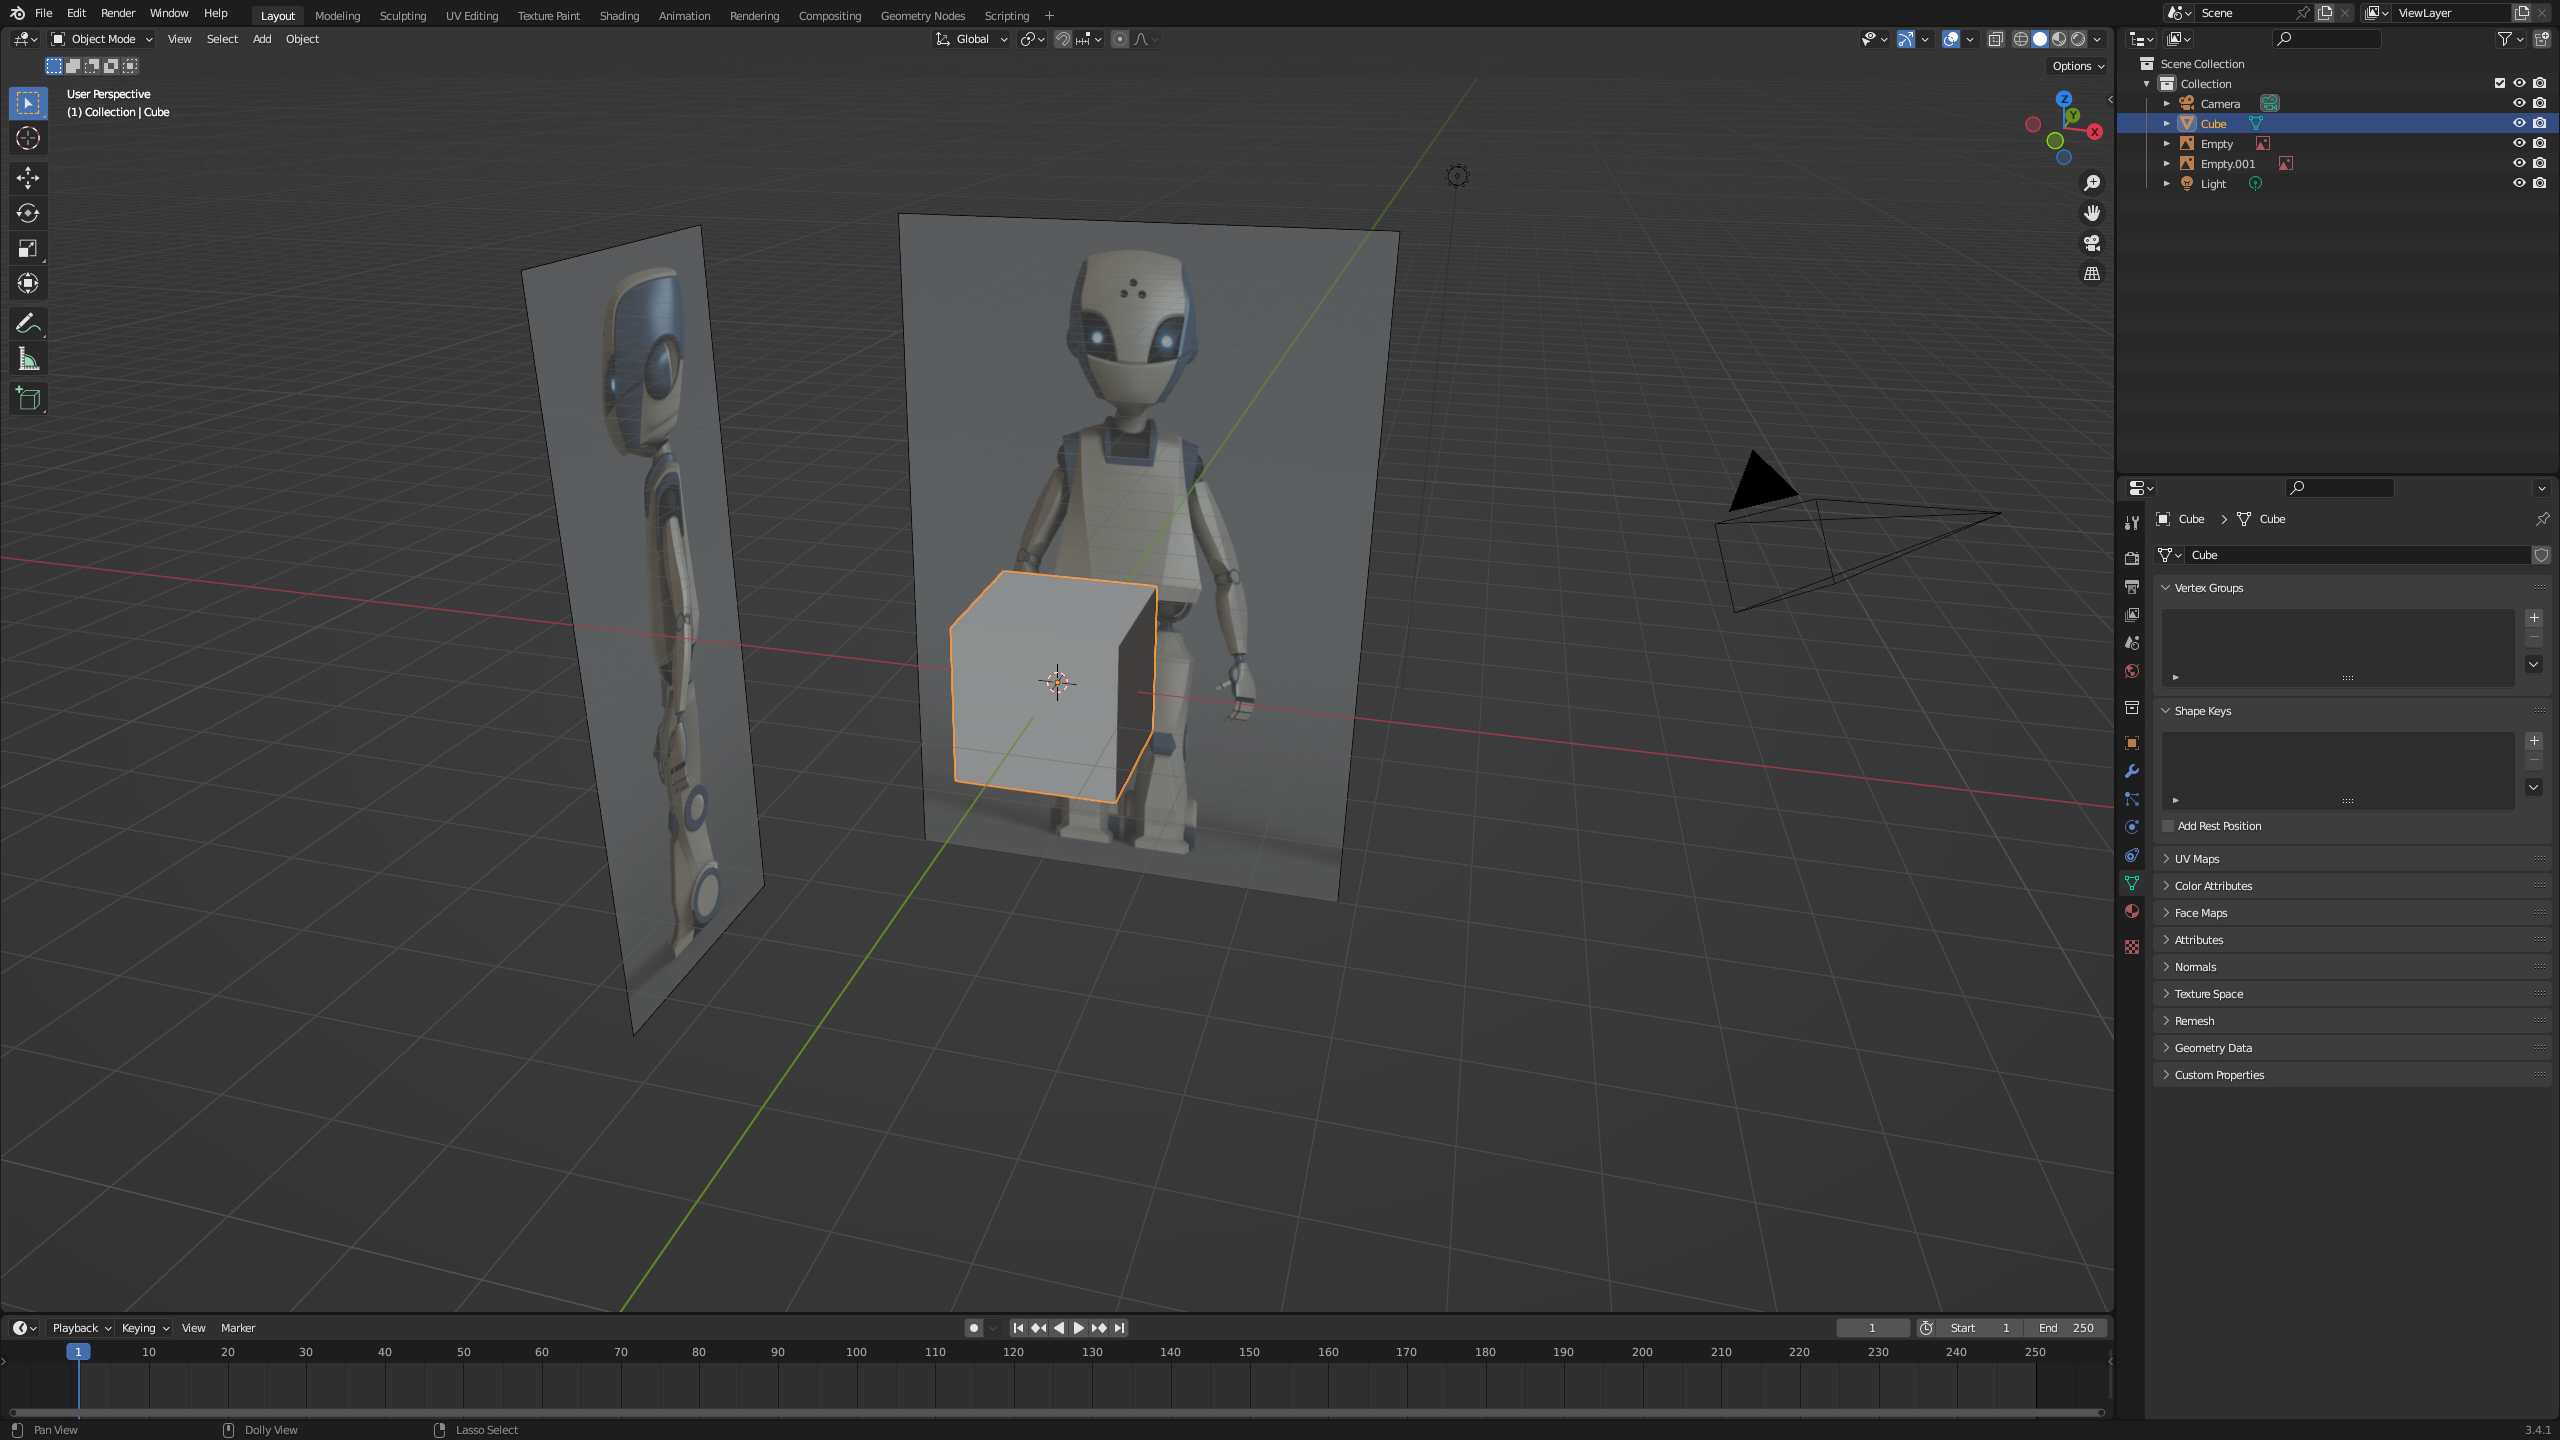 File Edit Render Window Help Layout Modeling Sculpting UV Editing Texture Paint Shading Animation Rendering Compositing Geometry Nodes Scripting + Scene ViewLayer
Object Mode View Select Add Object Global
Options
User Perspective
(1) Collection | Cube
Z
Y
X
Scene Collection
Collection
Camera
Cube
Empty
Empty.001
Light
Cube > Cube
Cube
Vertex Groups
Shape Keys
Add Rest Position
UV Maps
Color Attributes
Face Maps
Attributes
Normals
Texture Space
Remesh
Geometry Data
Custom Properties
Playback Keying View Marker 1 Start 1 End 250
1 10 20 30 40 50 60 70 80 90 100 110 120 130 140 150 160 170 180 190 200 210 220 230 240 250
Pan View Dolly View Lasso Select 3.4.1